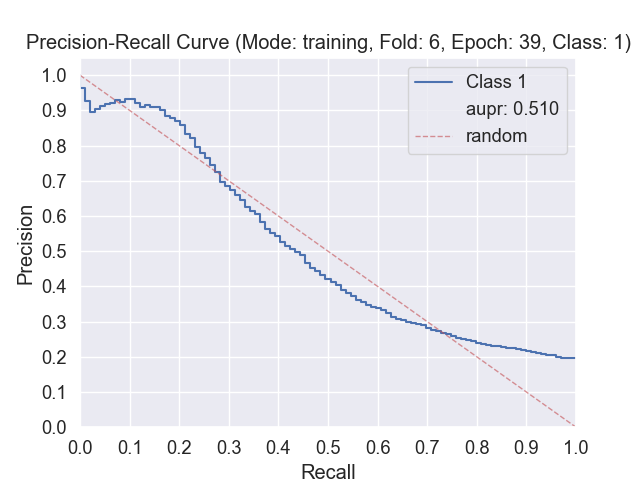 Precision-Recall Curve (Mode: training, Fold: 6, Epoch: 39, Class: 1)
1.0
0.9
0.8
0.7
0.6
0.5
0.4
0.3
0.2
0.1
0.0
Precision
Class 1
aupr: 0.510
random
0.0 0.1 0.2 0.3 0.4 0.5 0.6 0.7 0.8 0.9 1.0
Recall